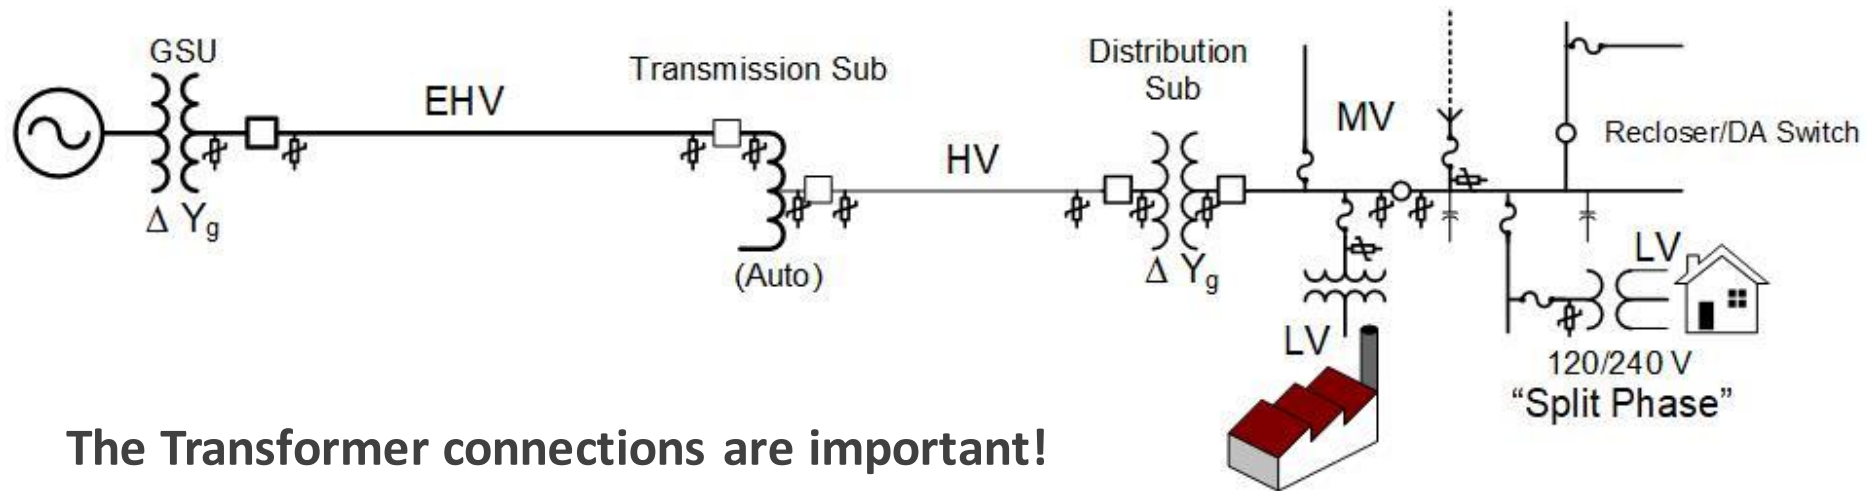 GSU
Δ Yg
EHV
Transmission Sub
(Auto)
HV
Distribution
Sub
Δ Yg
MV
Recloser/DA Switch
LV
LV
120/240 V
“Split Phase”
The Transformer connections are important!